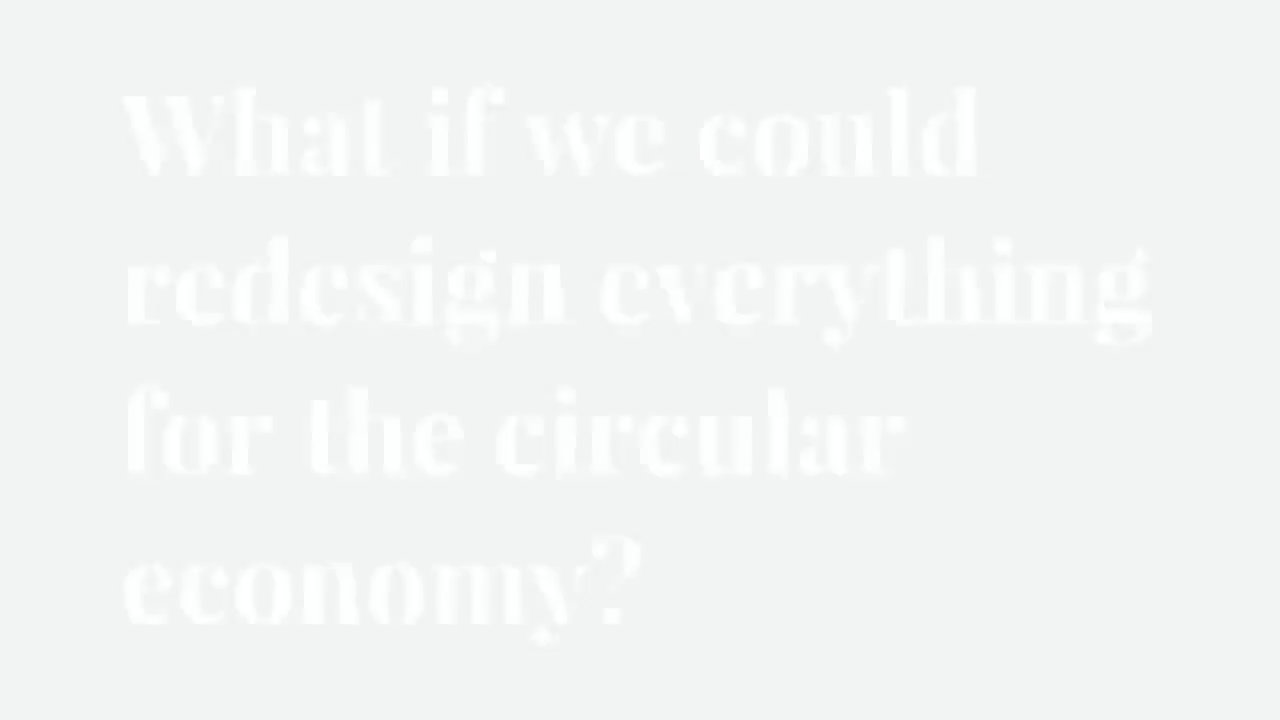 What if we could
redesign everything
for the circular
economy?